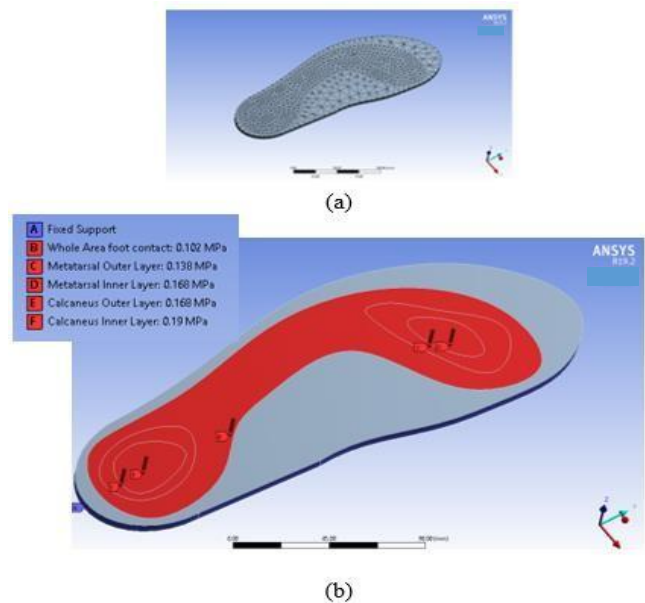 ANSYS
(a)
A Fixed Support
B Whole Area foot contact: 0.102 MPa
C Metatarsal Outer Layer: 0.138 MPa
D Metatarsal Inner Layer: 0.168 MPa
E Calcaneus Outer Layer: 0.168 MPa
F Calcaneus Inner Layer: 0.19 MPa
ANSYS
R19.2
0.00
45.00
90.00(mm)
(b)